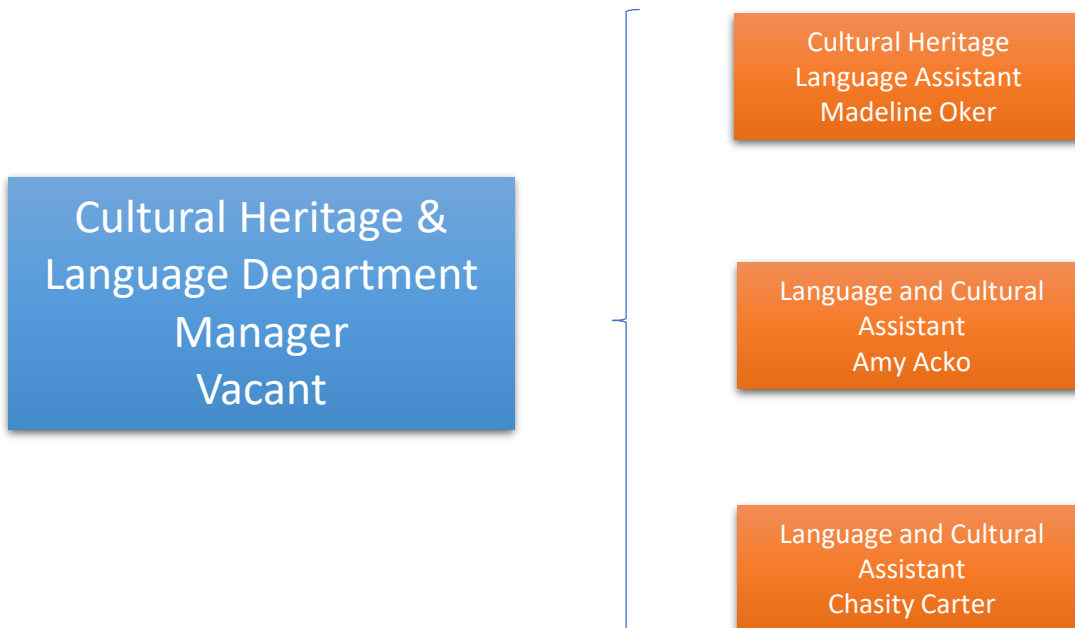 Cultural Heritage &
Language Department
Manager
Vacant
Cultural Heritage
Language Assistant
Madeline Oker
Language and Cultural
Assistant
Amy Acko
Language and Cultural
Assistant
Chasity Carter